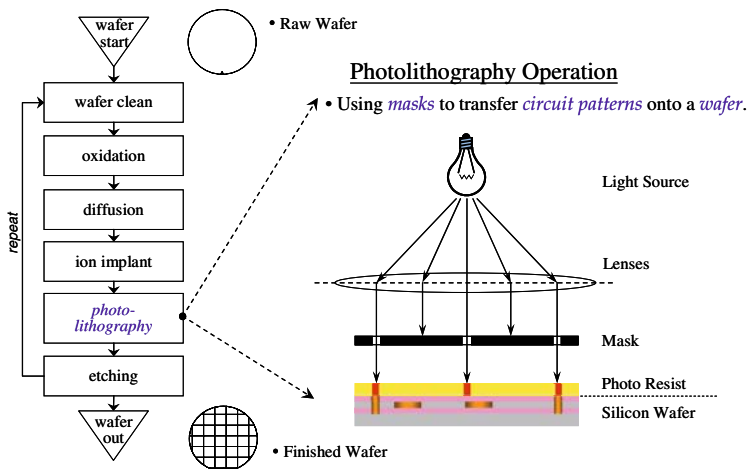 wafer
start
• Raw Wafer
wafer clean
oxidation
diffusion
ion implant
photo-
lithography
etching
repeat
wafer
out
• Finished Wafer
Photolithography Operation
• Using masks to transfer circuit patterns onto a wafer.
Light Source
Lenses
Mask
Photo Resist
Silicon Wafer